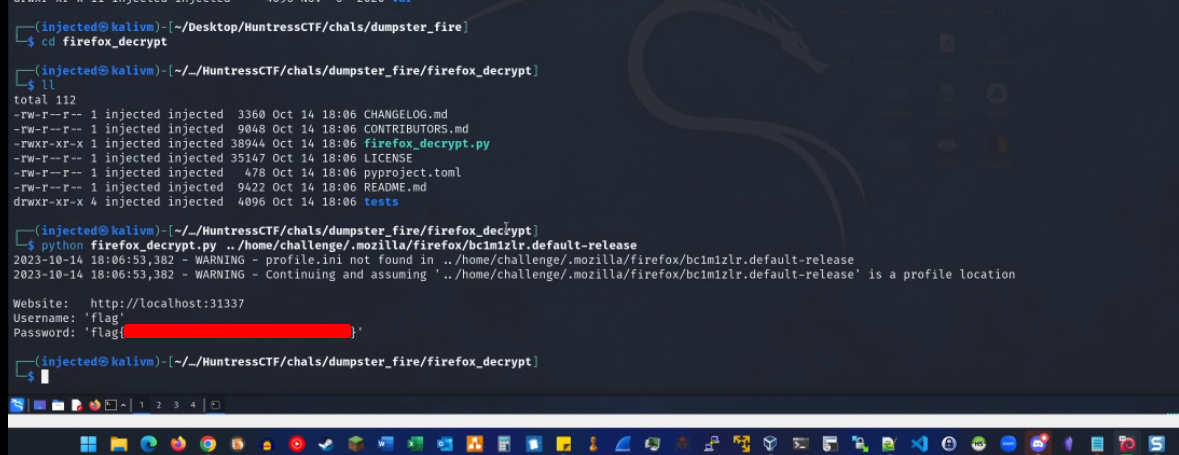 ┌──(injected㉿kalivm)-[~/Desktop/HuntressCTF/chals/dumpster_fire]
└─$ cd firefox_decrypt
┌──(injected㉿kalivm)-[~/…/HuntressCTF/chals/dumpster_fire/firefox_decrypt]
└─$ ll
total 112
-rw-r--r-- 1 injected injected  3360 Oct 14 18:06 CHANGELOG.md
-rw-r--r-- 1 injected injected  9048 Oct 14 18:06 CONTRIBUTORS.md
-rwxr-xr-x 1 injected injected 38944 Oct 14 18:06 firefox_decrypt.py
-rw-r--r-- 1 injected injected 35147 Oct 14 18:06 LICENSE
-rw-r--r-- 1 injected injected   478 Oct 14 18:06 pyproject.toml
-rw-r--r-- 1 injected injected  9422 Oct 14 18:06 README.md
drwxr-xr-x 4 injected injected  4096 Oct 14 18:06 tests
┌──(injected㉿kalivm)-[~/…/HuntressCTF/chals/dumpster_fire/firefox_decrypt]
└─$ python firefox_decrypt.py ../home/challenge/.mozilla/firefox/bc1m1zlr.default-release
2023-10-14 18:06:53,382 - WARNING - profile.ini not found in ../home/challenge/.mozilla/firefox/bc1m1zlr.default-release
2023-10-14 18:06:53,382 - WARNING - Continuing and assuming '../home/challenge/.mozilla/firefox/bc1m1zlr.default-release' is a profile location
Website:   http://localhost:31337
Username: 'flag'
Password: 'flag{}'
┌──(injected㉿kalivm)-[~/…/HuntressCTF/chals/dumpster_fire/firefox_decrypt]
└─$
1 2 3 4